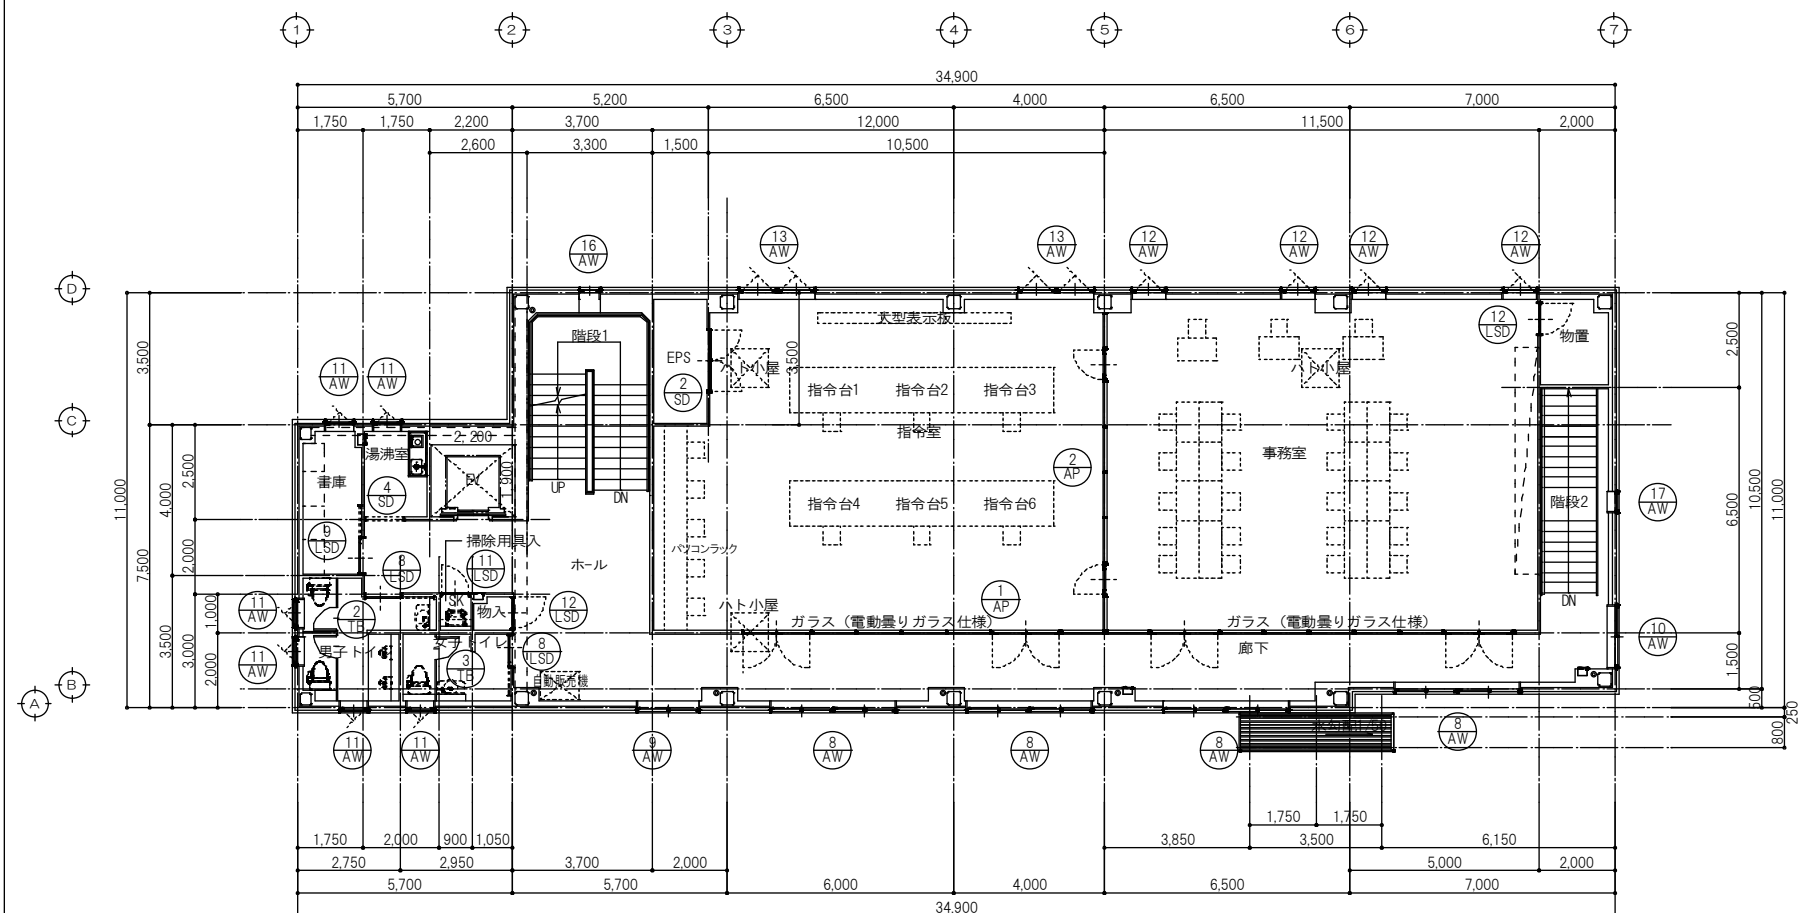 1 2 3 4 5 6 7
34,900
5,700 5,200 6,500 4,000 6,500 7,000
1,750 1,750 2,200 3,700 12,000 11,500 2,000
2,600 3,300 1,500 10,500
16 AW
13 AW
13 AW
12 AW
12 AW
12 AW
12 AW
D
大型表示板
12 LSD
物置
階段1
EPS
2 SD
ハト小屋
3,500
ハト小屋
3,500
2,500
11 AW
11 AW
指令台1 指令台2 指令台3
C
指令室
2,200
湯沸室
書庫
EV
1,900
4 SD
UP
DN
2 AP
事務室
指令台4 指令台5 指令台6
階段2
17 AW
11,000
7,500
4,000
2,500
2,000
6,500
10,500
11,000
9 LSD
掃除用具入
パソコンラック
8 LSD
11 LSD
ホール
SK
物入
12 LSD
1 AP
DN
11 AW
2 TB
ハト小屋
ガラス（電動曇りガラス仕様）
ガラス（電動曇りガラス仕様）
10 AW
1,000
3,500
3,000
2,000
男子トイレ
女子トイレ
8 LSD
廊下
11 AW
3 TB
自動販売機
1,500
B
A
500
250
800
11 AW
11 AW
9 AW
8 AW
8 AW
8 AW
8 AW
1,750 1,750
1,750 2,000 900 1,050 3,850 3,500 6,150
2,750 2,950 3,700 2,000 5,000 2,000
5,700 5,700 6,000 4,000 6,500 7,000
34,900